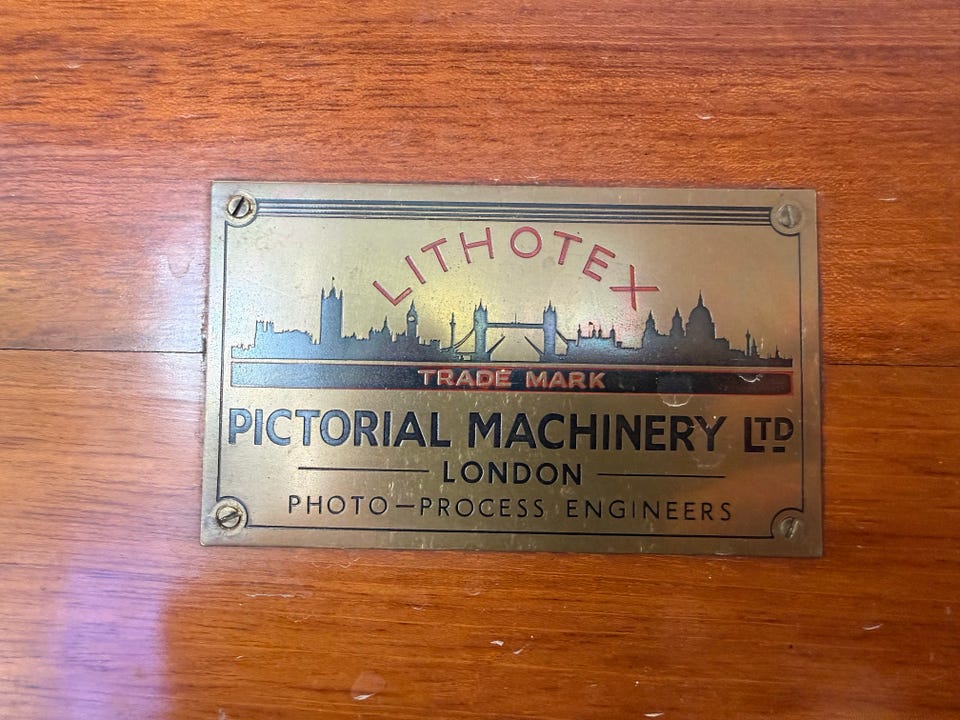 LITHOTEX
TRADE MARK
PICTORIAL MACHINERY LTD
LONDON
PHOTO—PROCESS ENGINEERS